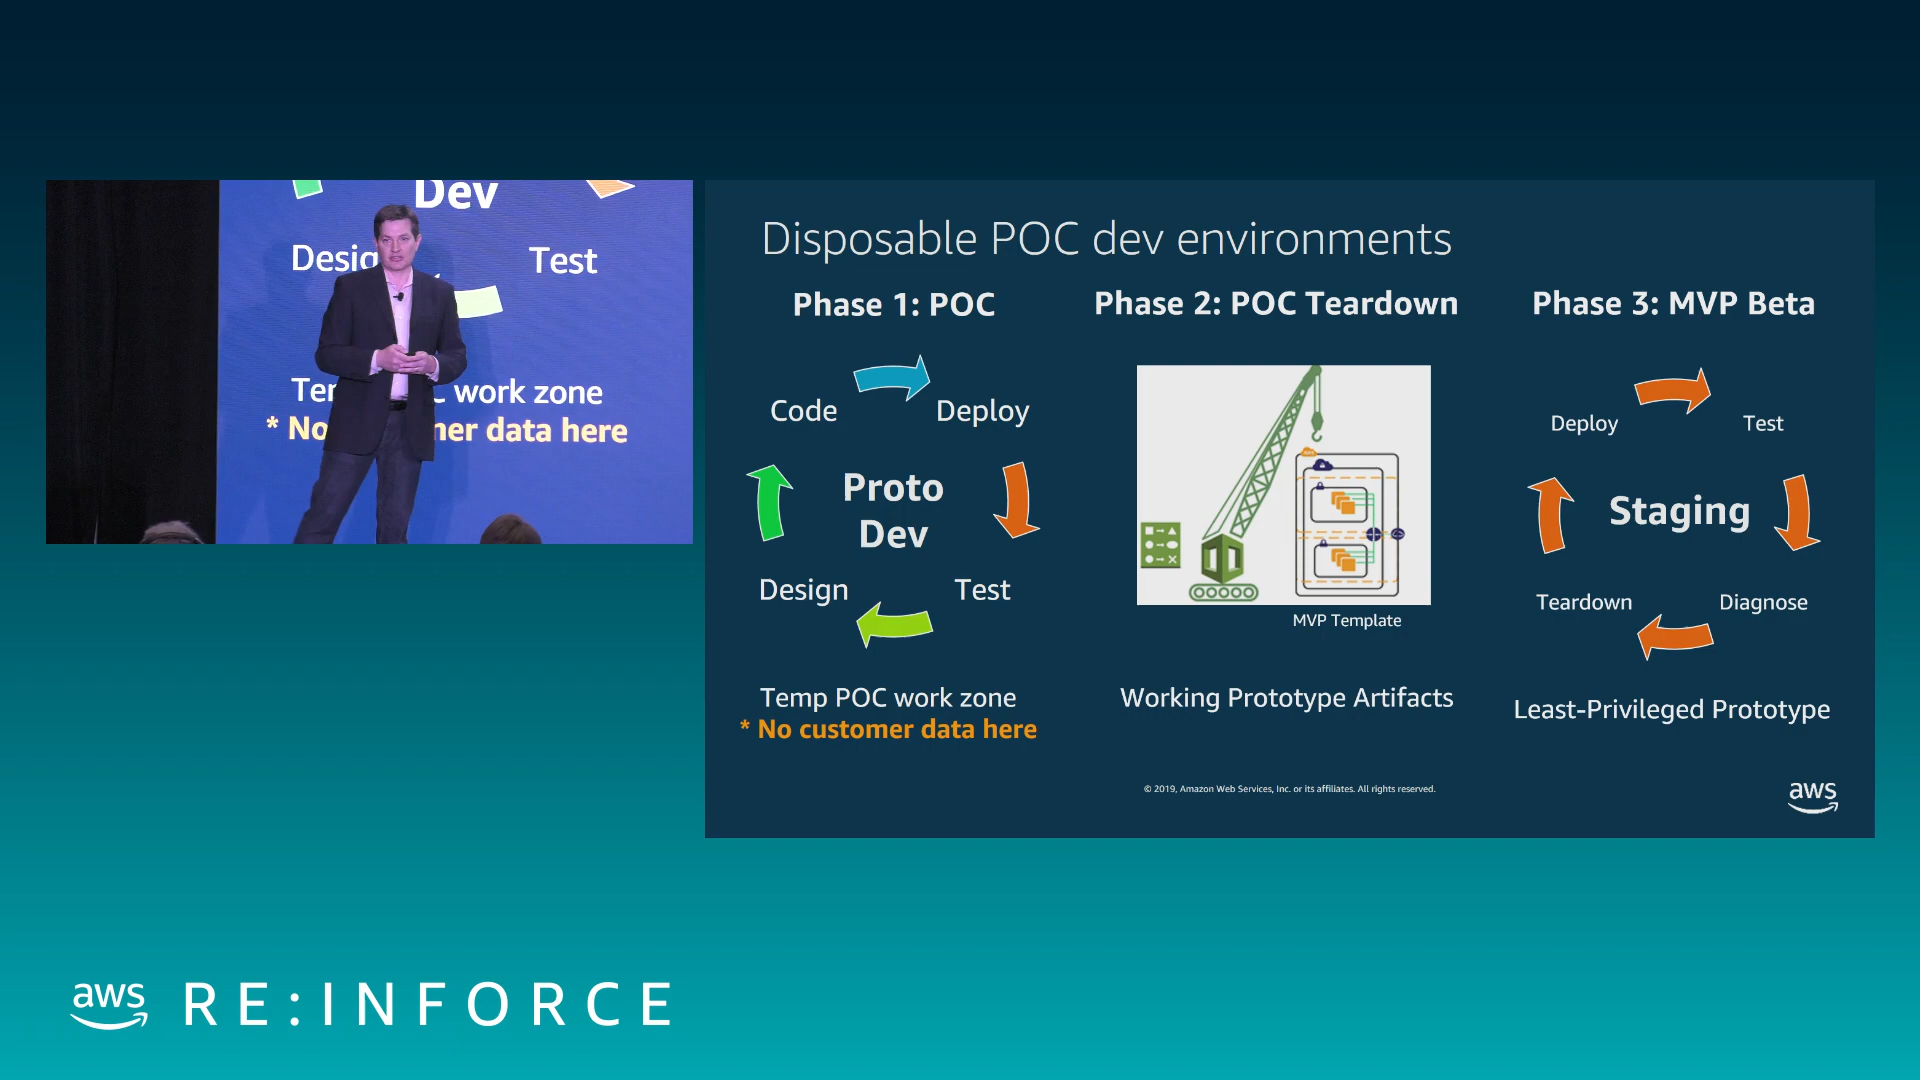 Dev
Desig
Test
work zone
* No
ner data here
Disposable POC dev environments
Phase 1: POC
Code
Deploy
Proto
Dev
Design
Test
Temp POC work zone
* No customer data here
Phase 2: POC Teardown
MVP Template
Working Prototype Artifacts
Phase 3: MVP Beta
Deploy
Test
Staging
Teardown
Diagnose
Least-Privileged Prototype
© 2019, Amazon Web Services, Inc. or its affiliates. All rights reserved.
aws
aws RE:INFORCE